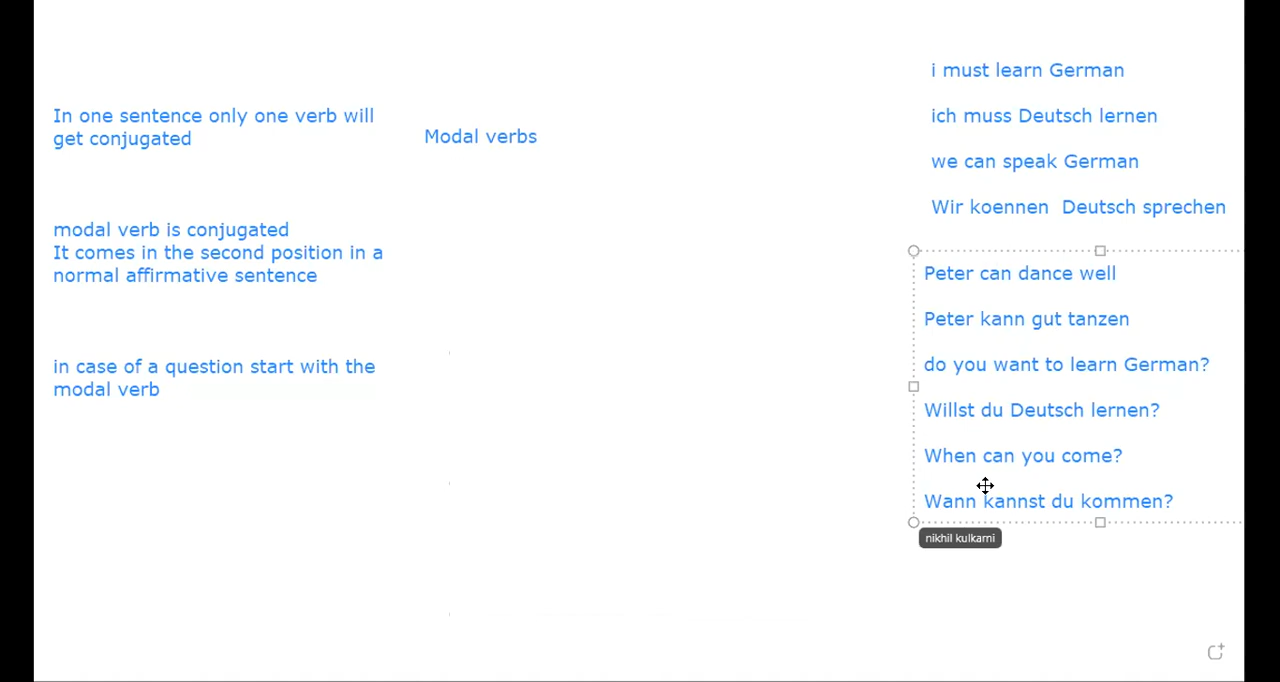 In one sentence only one verb will
get conjugated
modal verb is conjugated
It comes in the second position in a
normal affirmative sentence
in case of a question start with the
modal verb
Modal verbs
i must learn German
ich muss Deutsch lernen
we can speak German
Wir koennen  Deutsch sprechen
Peter can dance well
Peter kann gut tanzen
do you want to learn German?
Willst du Deutsch lernen?
When can you come?
Wann kannst du kommen?
nikhil kulkarni